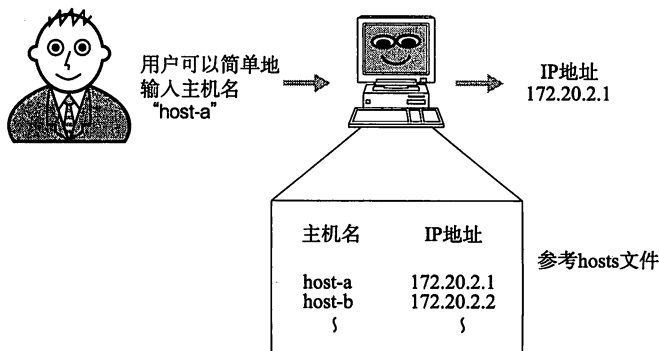 用户可以简单地
输入主机名
“host-a”
IP地址
172.20.2.1
主机名 IP地址
host-a 172.20.2.1
host-b 172.20.2.2
参考hosts文件